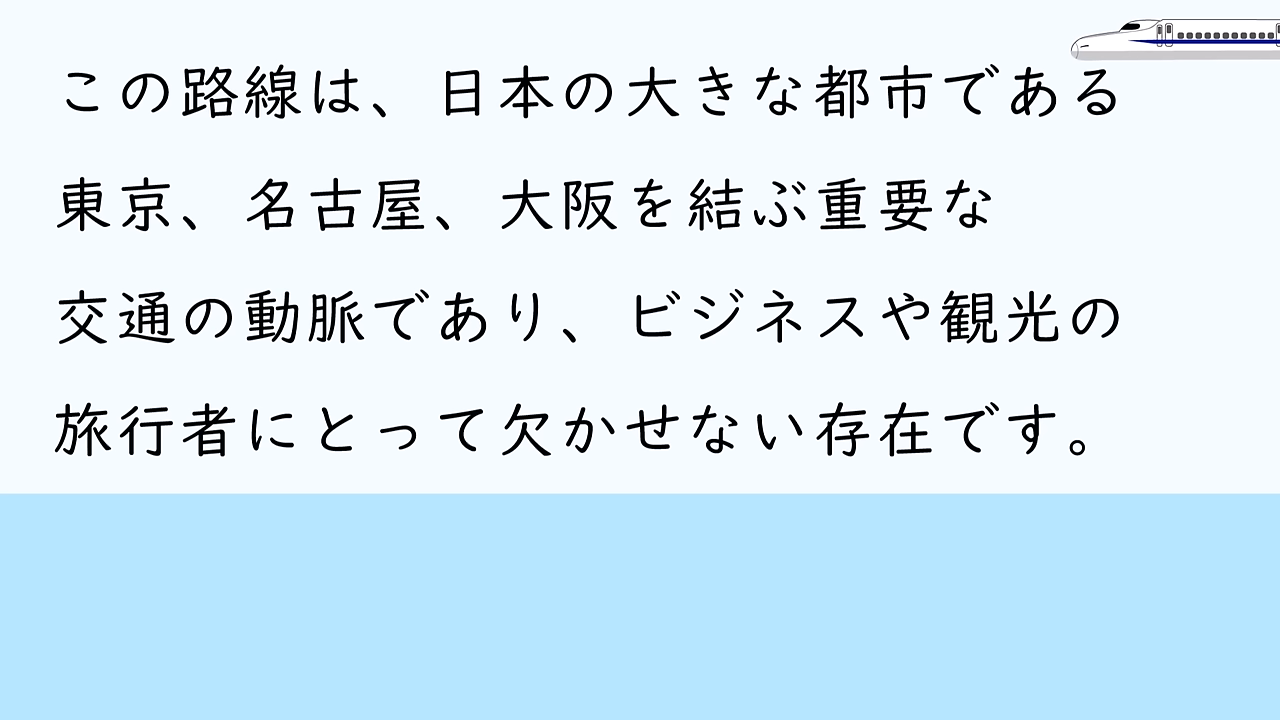 この路線は、日本の大きな都市である
東京、名古屋、大阪を結ぶ重要な
交通の動脈であり、ビジネスや観光の
旅行者にとって欠かせない存在です。